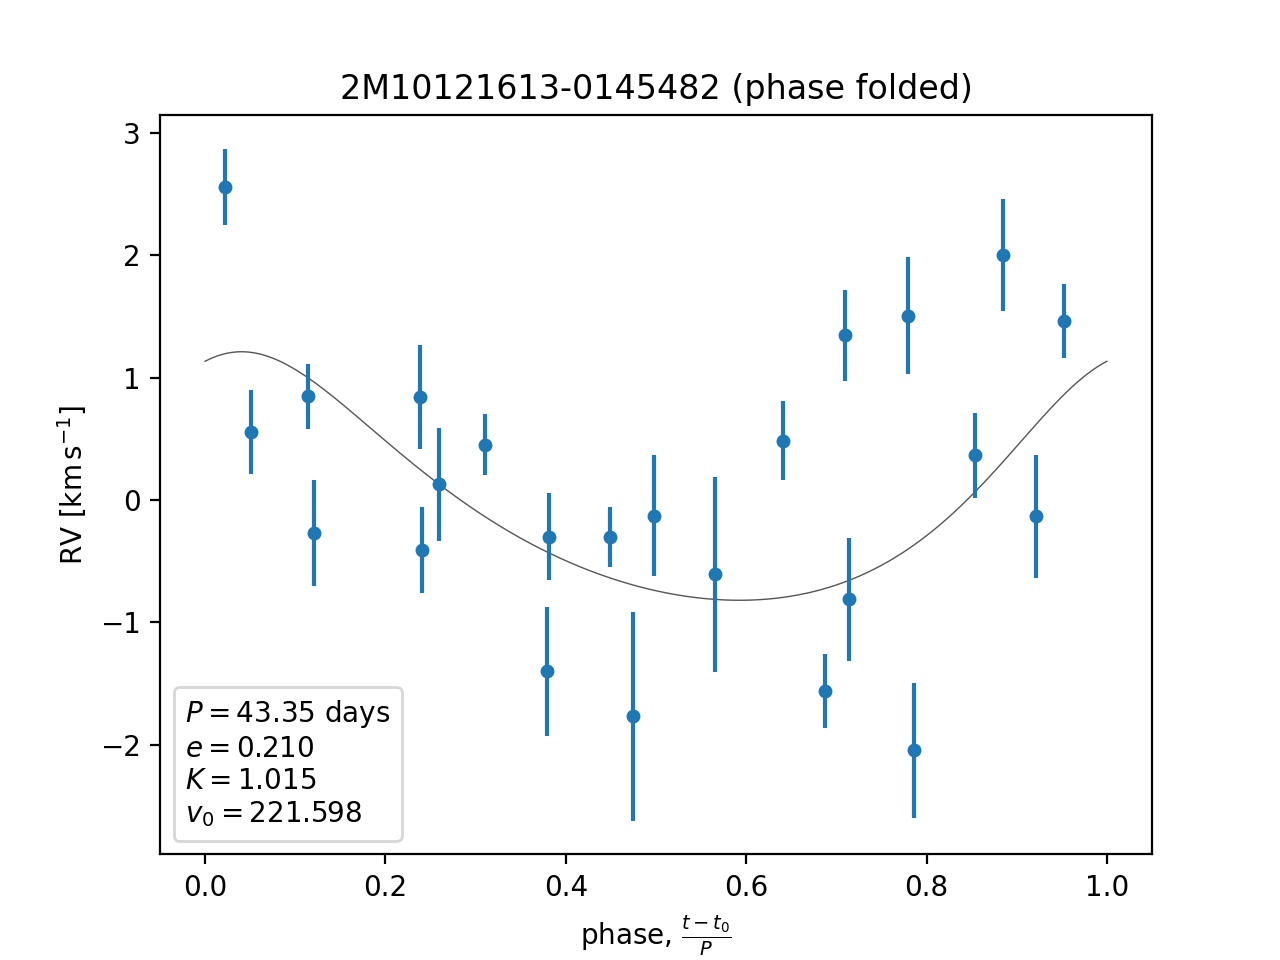 2M10121613-0145482 (phase folded)
3
2
1
0
−1
−2
RV [km s⁻¹]
P = 43.35 days
e = 0.210
K = 1.015
v₀ = 221.598
0.0 0.2 0.4 0.6 0.8 1.0
phase, (t − t₀)/P